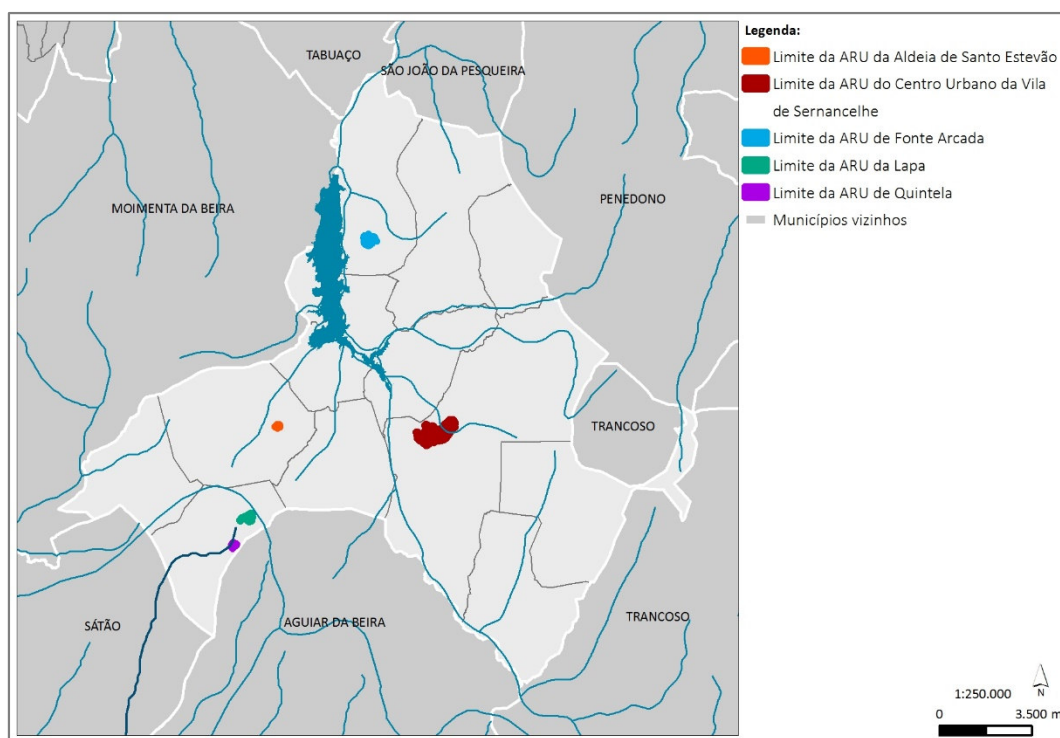 TABUAÇO
SÃO JOÃO DA PESQUEIRA
MOIMENTA DA BEIRA
PENEDONO
TRANCOSO
SÁTÃO
AGUIAR DA BEIRA
TRANCOSO
Legenda:
Limite da ARU da Aldeia de Santo Estevão
Limite da ARU do Centro Urbano da Vila
de Sernancelhe
Limite da ARU de Fonte Arcada
Limite da ARU da Lapa
Limite da ARU de Quintela
Municípios vizinhos
1:250.000
N
0 3.500 m